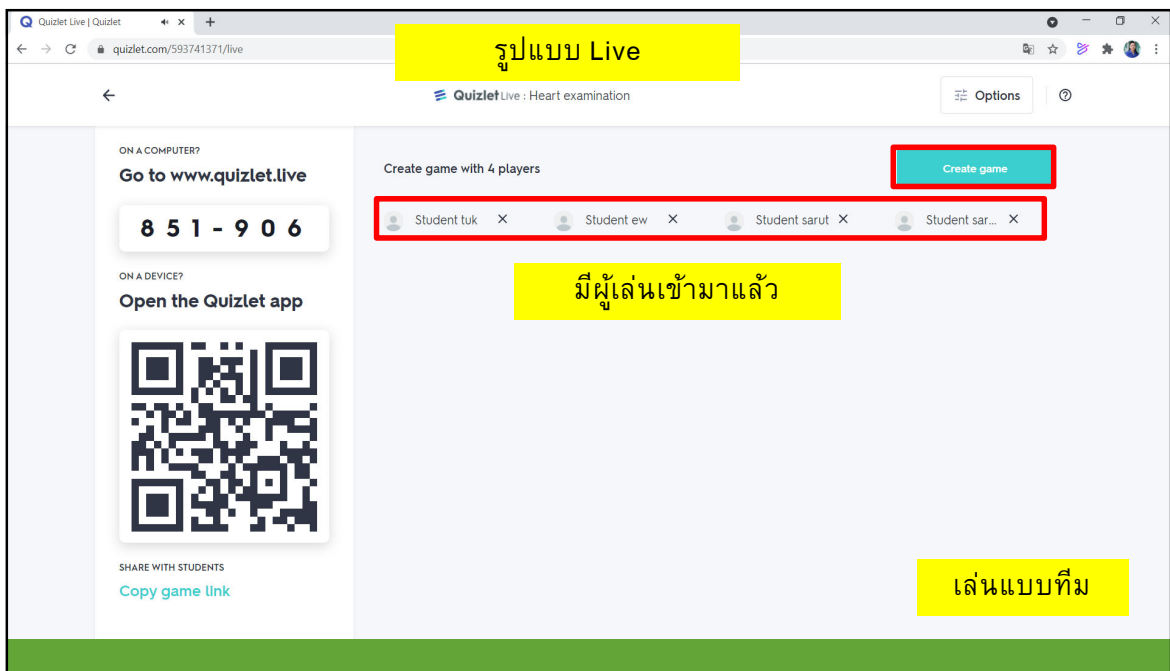 Quizlet Live | Quizlet
quizlet.com/593741371/live
รูปแบบ Live
Quizlet Live : Heart examination
Options
ON A COMPUTER?
Go to www.quizlet.live
851-906
ON A DEVICE?
Open the Quizlet app
SHARE WITH STUDENTS
Copy game link
Create game with 4 players
Create game
Student tuk
Student ew
Student sarut
Student sar...
มีผู้เล่นเข้ามาแล้ว
เล่นแบบทีม